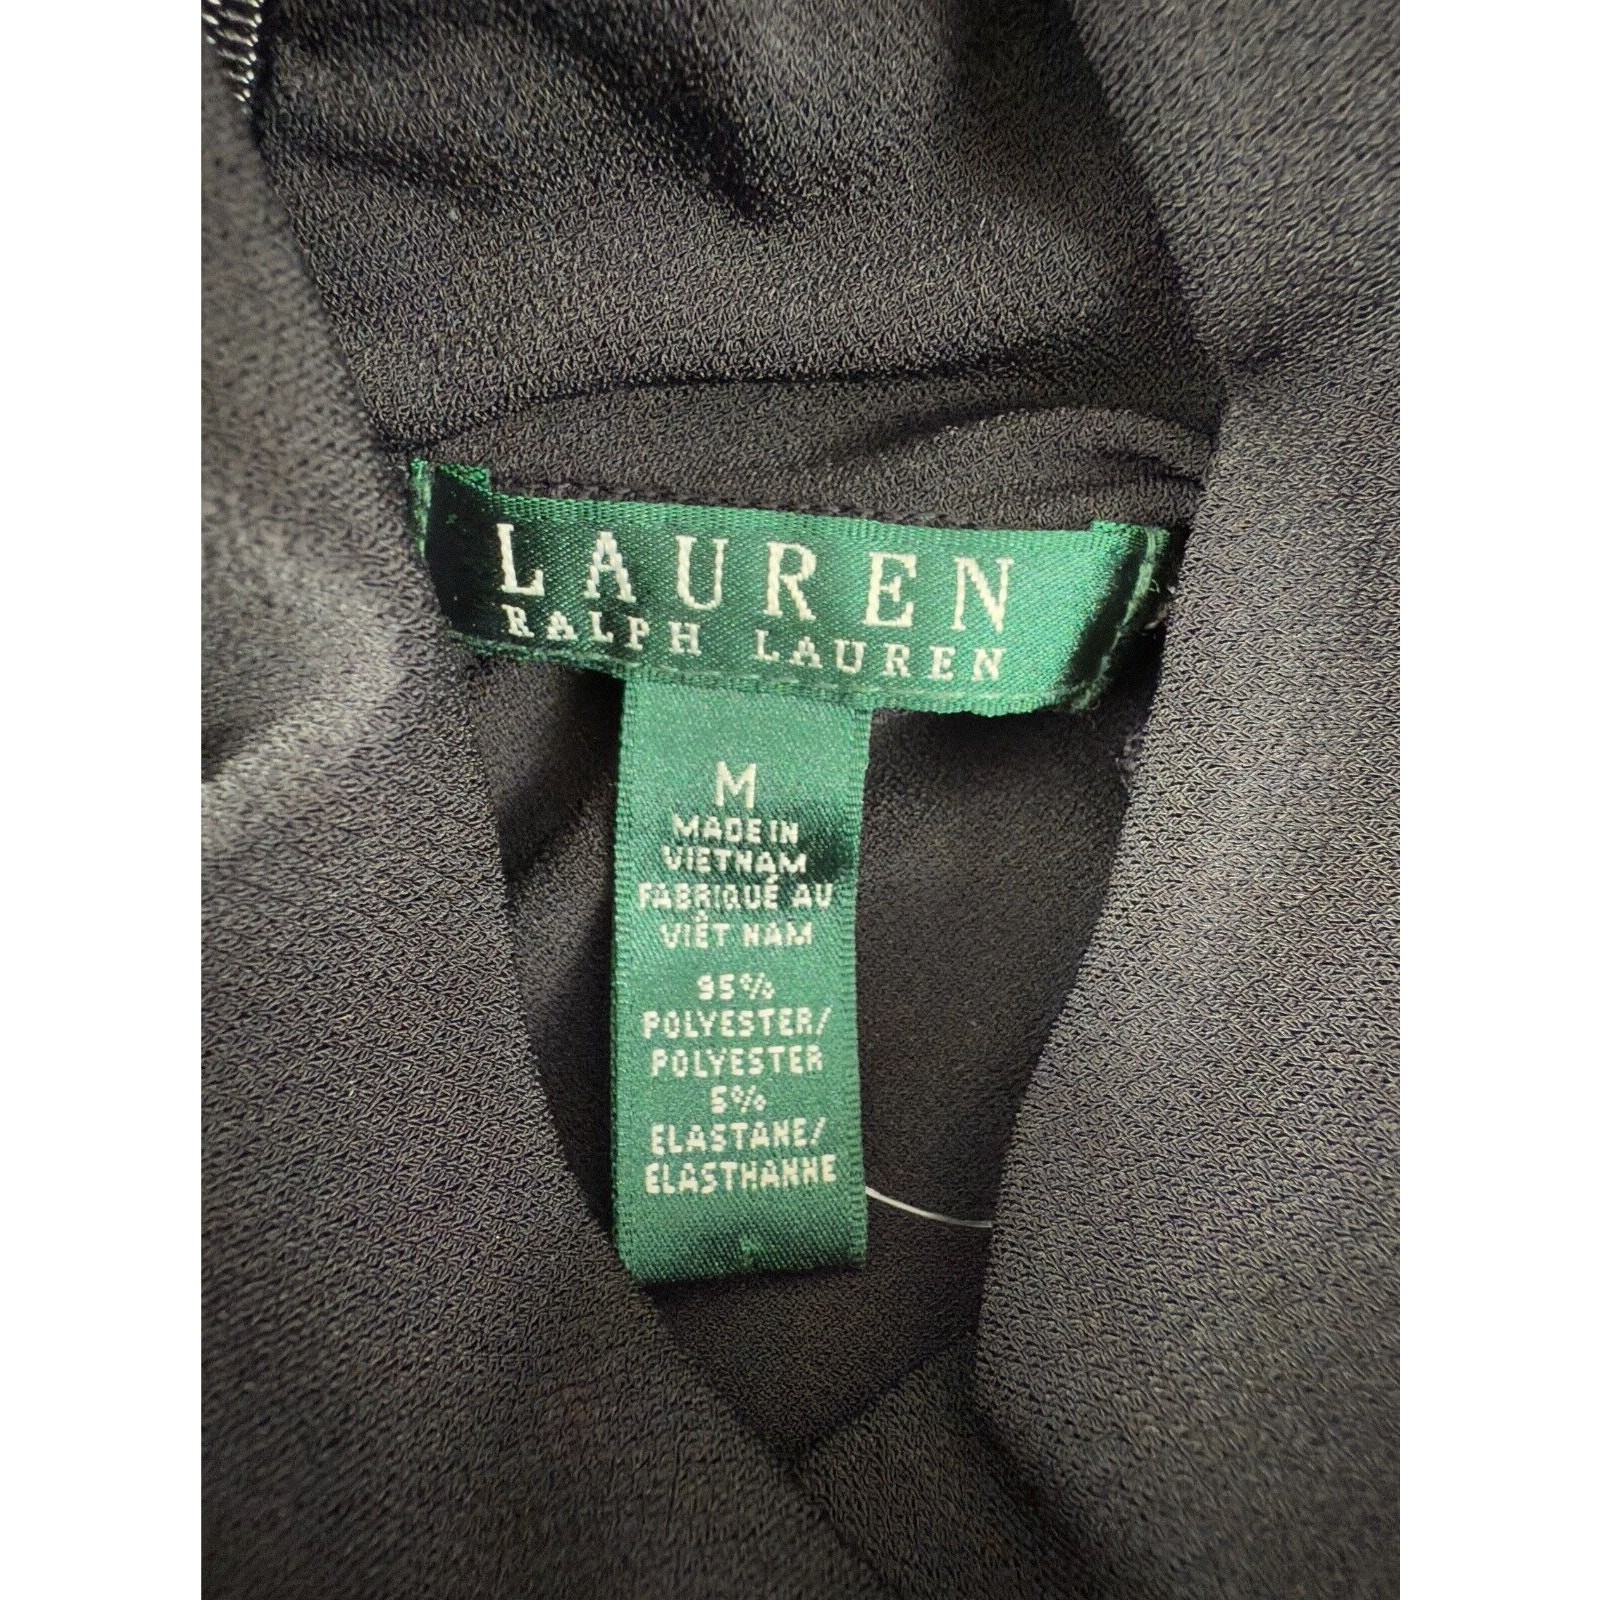 LAUREN
RALPH LAUREN
M
MADE IN
VIETNAM
FABRIQUÉ AU
VIÊT NAM
95%
POLYESTER/
POLYESTER
5%
ELASTANE/
ELASTHANNE